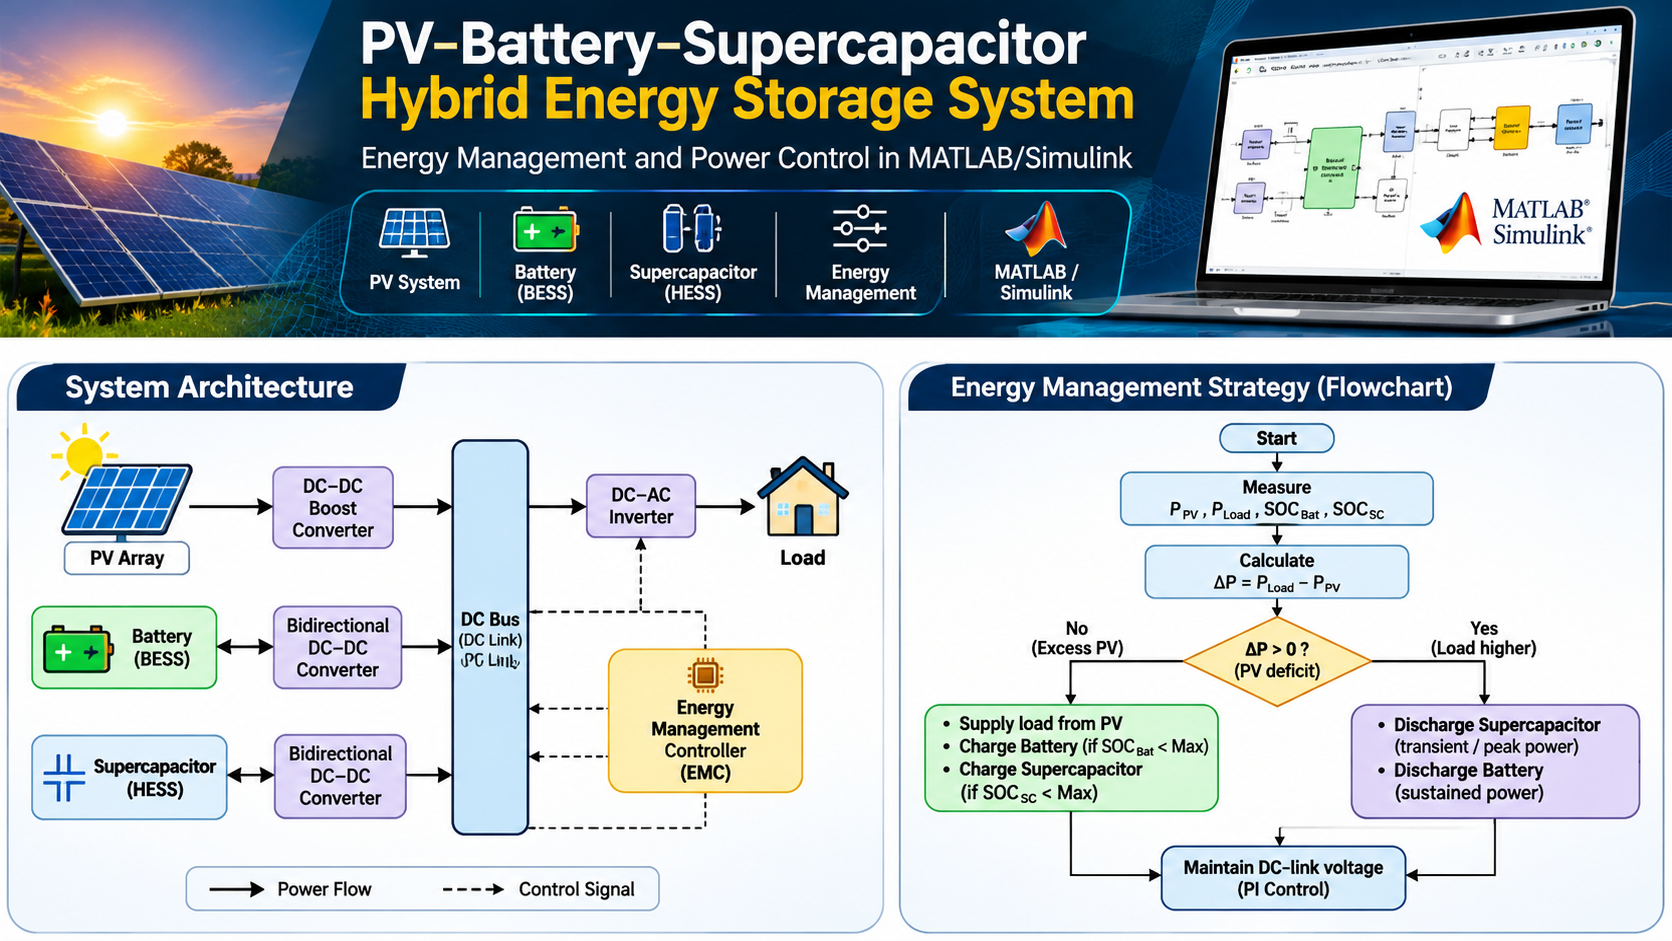 PV–Battery–Supercapacitor
Hybrid Energy Storage System
Energy Management and Power Control in MATLAB/Simulink
PV System
Battery
(BESS)
Supercapacitor
(HESS)
Energy
Management
MATLAB /
Simulink
MATLAB®
Simulink®
System Architecture
PV Array
DC–DC
Boost
Converter
DC–AC
Inverter
Load
Battery
(BESS)
Bidirectional
DC–DC
Converter
DC Bus
(DC Link)
Energy
Management
Controller
(EMC)
Supercapacitor
(HESS)
Bidirectional
DC–DC
Converter
Power Flow
Control Signal
Energy Management Strategy (Flowchart)
Start
Measure
P_PV , P_Load , SOC_Bat , SOC_SC
Calculate
ΔP = P_Load – P_PV
ΔP > 0 ?
(PV deficit)
No
(Excess PV)
Yes
(Load higher)
• Supply load from PV
• Charge Battery (if SOC_Bat < Max)
• Charge Supercapacitor
(if SOC_SC < Max)
• Discharge Supercapacitor
(transient / peak power)
• Discharge Battery
(sustained power)
Maintain DC–link voltage
(PI Control)